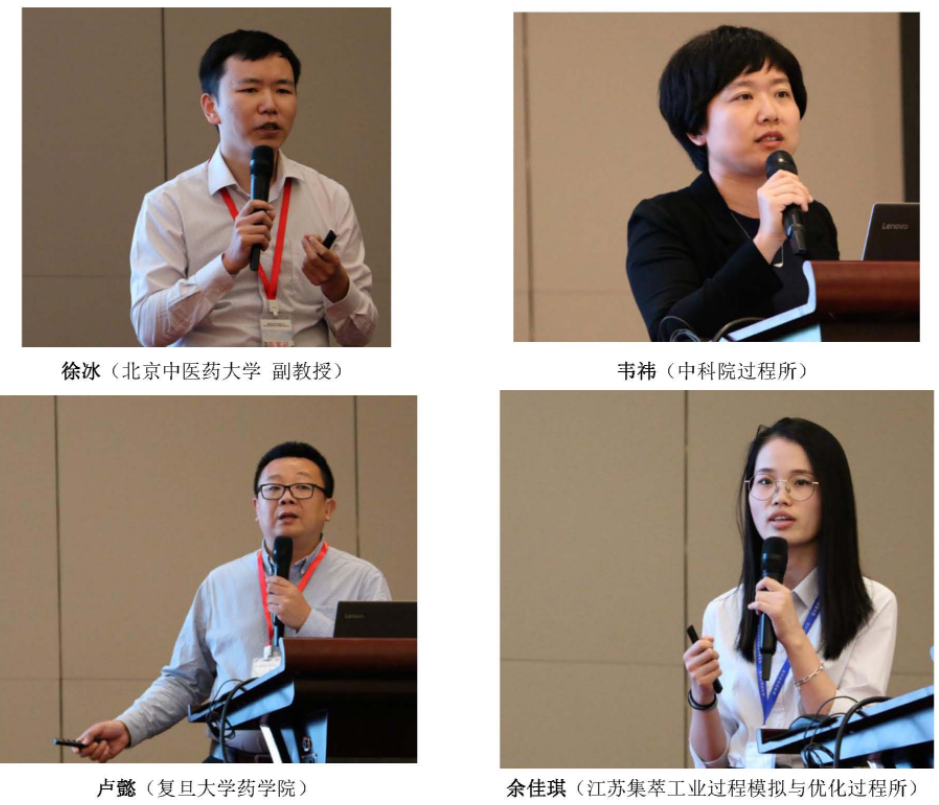 Lenovo
徐冰（北京中医药大学 副教授）
韦祎（中科院过程所）
Lenovo
卢懿（复旦大学药学院）
余佳琪（江苏集萃工业过程模拟与优化过程所）